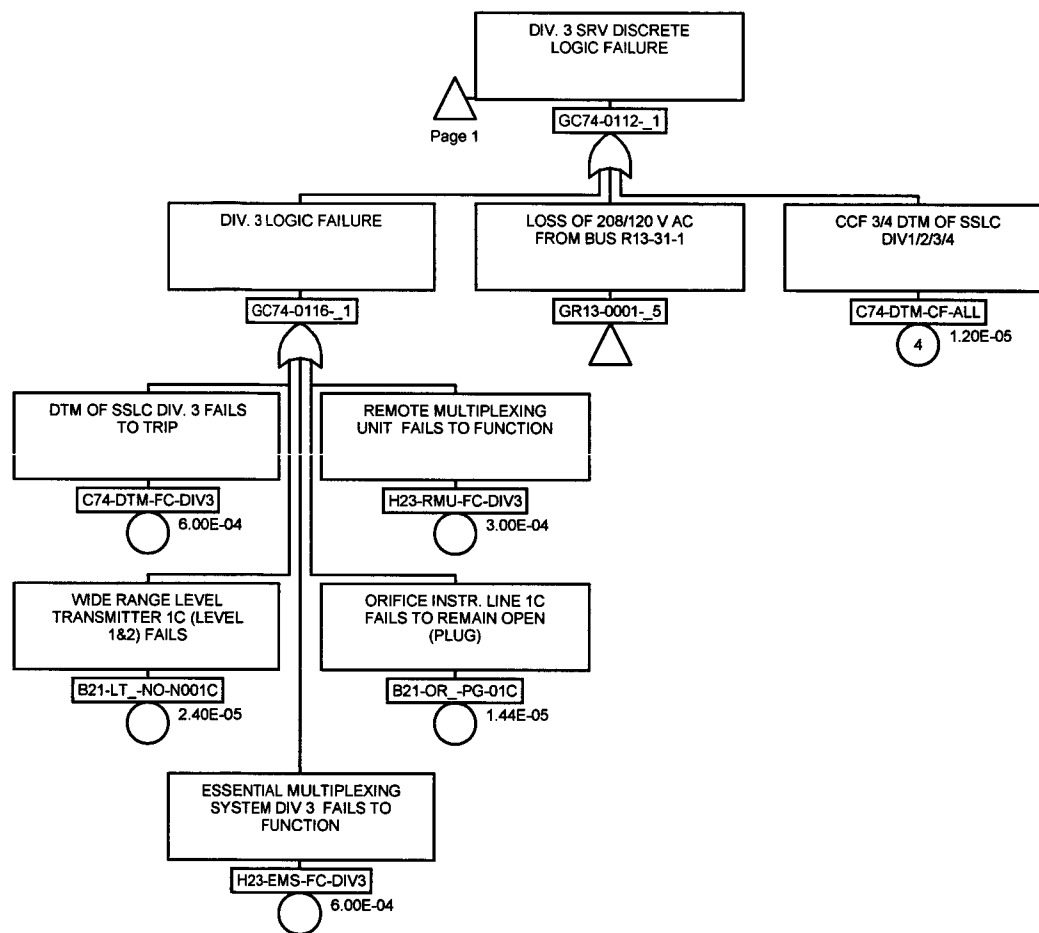 DIV. 3 SRV DISCRETE
LOGIC FAILURE
Page 1
GC74-0112-_1
DIV. 3 LOGIC FAILURE
GC74-0116-_1
LOSS OF 208/120 V AC
FROM BUS R13-31-1
GR13-0001-_5
CCF 3/4 DTM OF SSLC
DIV1/2/3/4
C74-DTM-CF-ALL
4
1.20E-05
DTM OF SSLC DIV. 3 FAILS
TO TRIP
C74-DTM-FC-DIV3
6.00E-04
REMOTE MULTIPLEXING
UNIT FAILS TO FUNCTION
H23-RMU-FC-DIV3
3.00E-04
WIDE RANGE LEVEL
TRANSMITTER 1C (LEVEL
1&2) FAILS
B21-LT_-NO-N001C
2.40E-05
ORIFICE INSTR. LINE 1C
FAILS TO REMAIN OPEN
(PLUG)
B21-OR_-PG-01C
1.44E-05
ESSENTIAL MULTIPLEXING
SYSTEM DIV 3 FAILS TO
FUNCTION
H23-EMS-FC-DIV3
6.00E-04